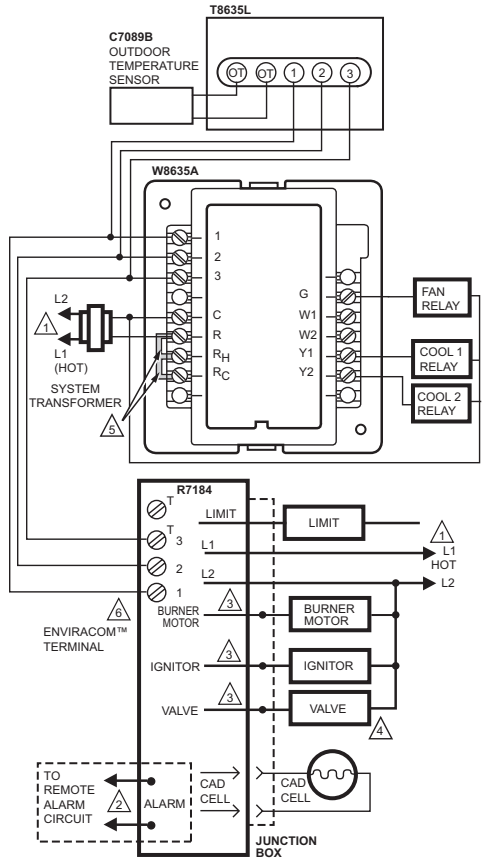 T8635L
C7089B
OUTDOOR
TEMPERATURE
SENSOR
OT OT 1 2 3
W8635A
1
2
3
C
R
RH
RC
G
W1
W2
Y1
Y2
L2
1
L1
(HOT)
SYSTEM
TRANSFORMER
5
FAN
RELAY
COOL 1
RELAY
COOL 2
RELAY
R7184
T
T
3
2
1
6
ENVIRACOM™
TERMINAL
LIMIT
LIMIT
L1
1
L1
HOT
L2
L2
BURNER
MOTOR
3
BURNER
MOTOR
IGNITOR
3
IGNITOR
VALVE
3
VALVE
4
TO
REMOTE
ALARM
CIRCUIT
2
ALARM
CAD
CELL
CAD
CELL
JUNCTION
BOX